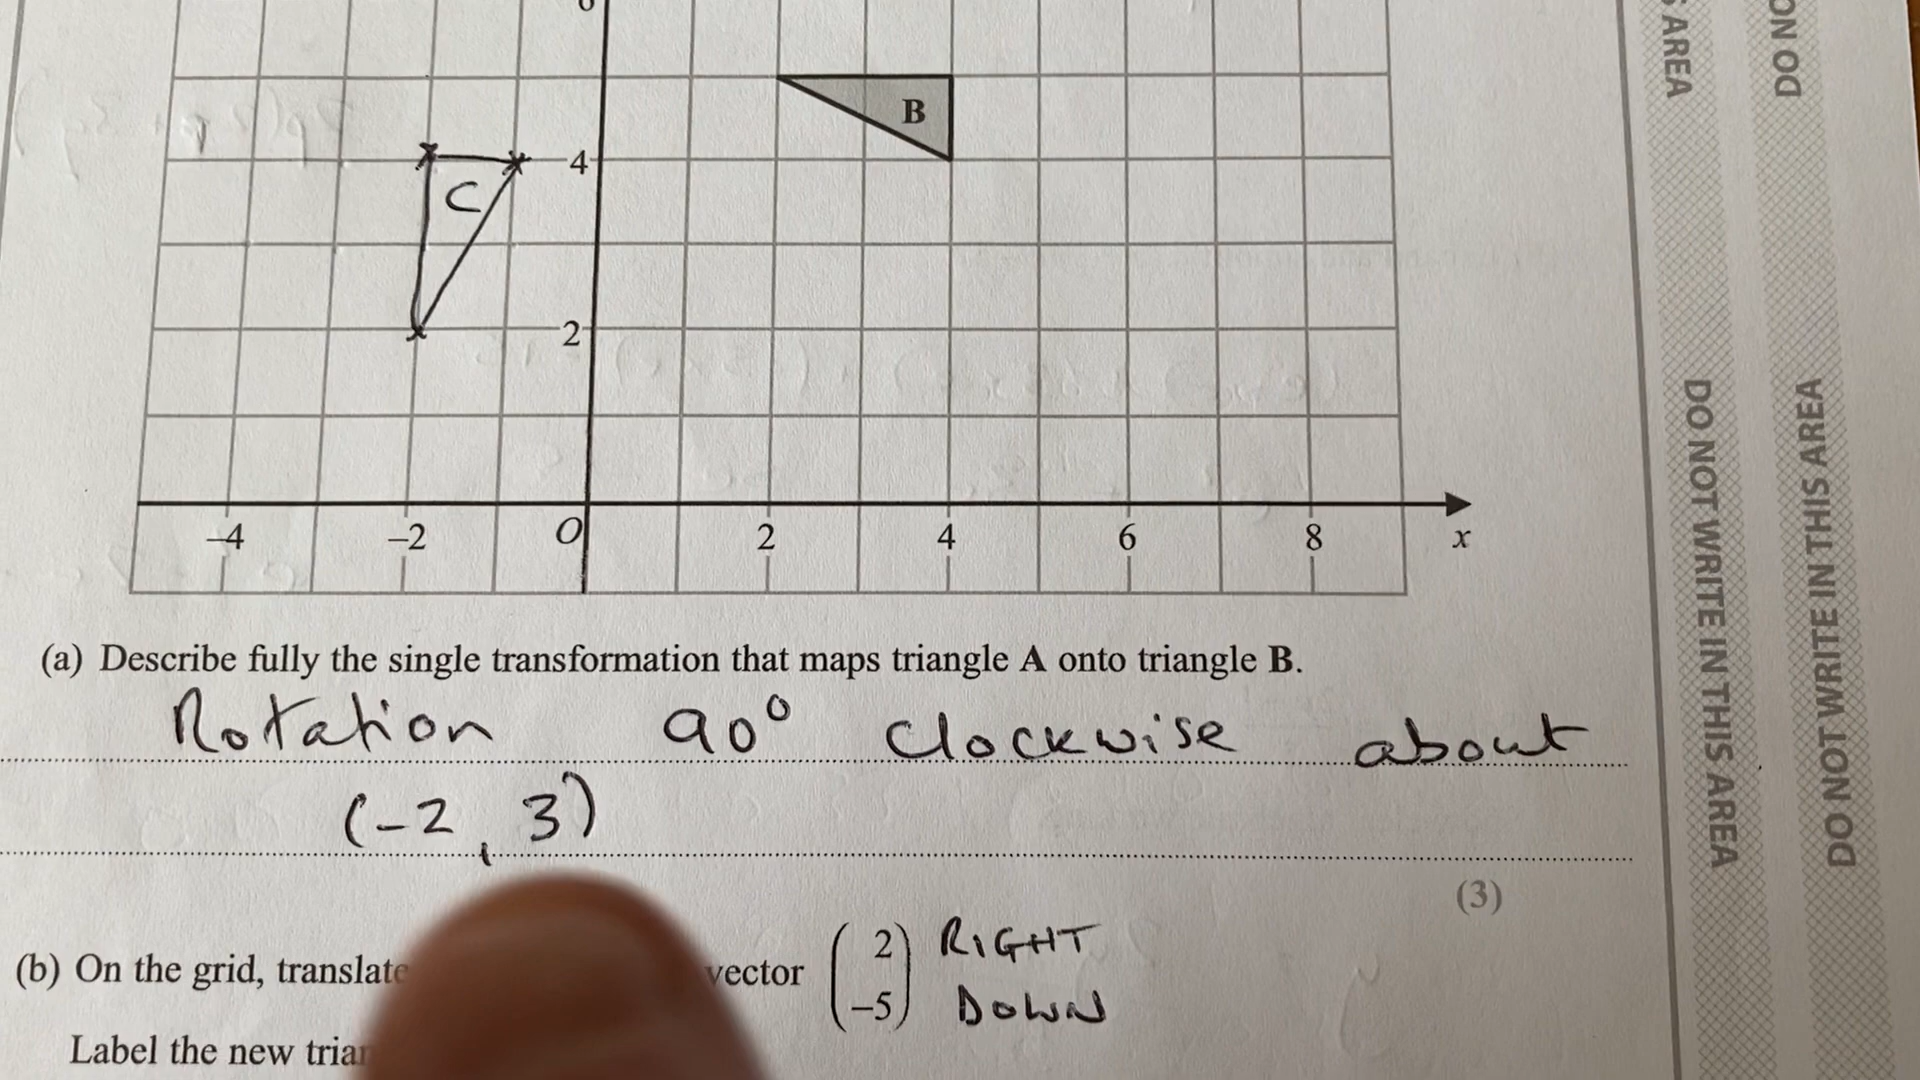 6
B
4
C
2
-4 -2 O 2 4 6 8 x
(a) Describe fully the single transformation that maps triangle A onto triangle B.
Rotation 90° clockwise about
(-2, 3)
(3)
(b) On the grid, translate vector (2 -5) RIGHT
DOWN
Label the new
S AREA
DO NOT WRITE IN THIS AREA
DO NO
DO NOT WRITE IN THIS AREA